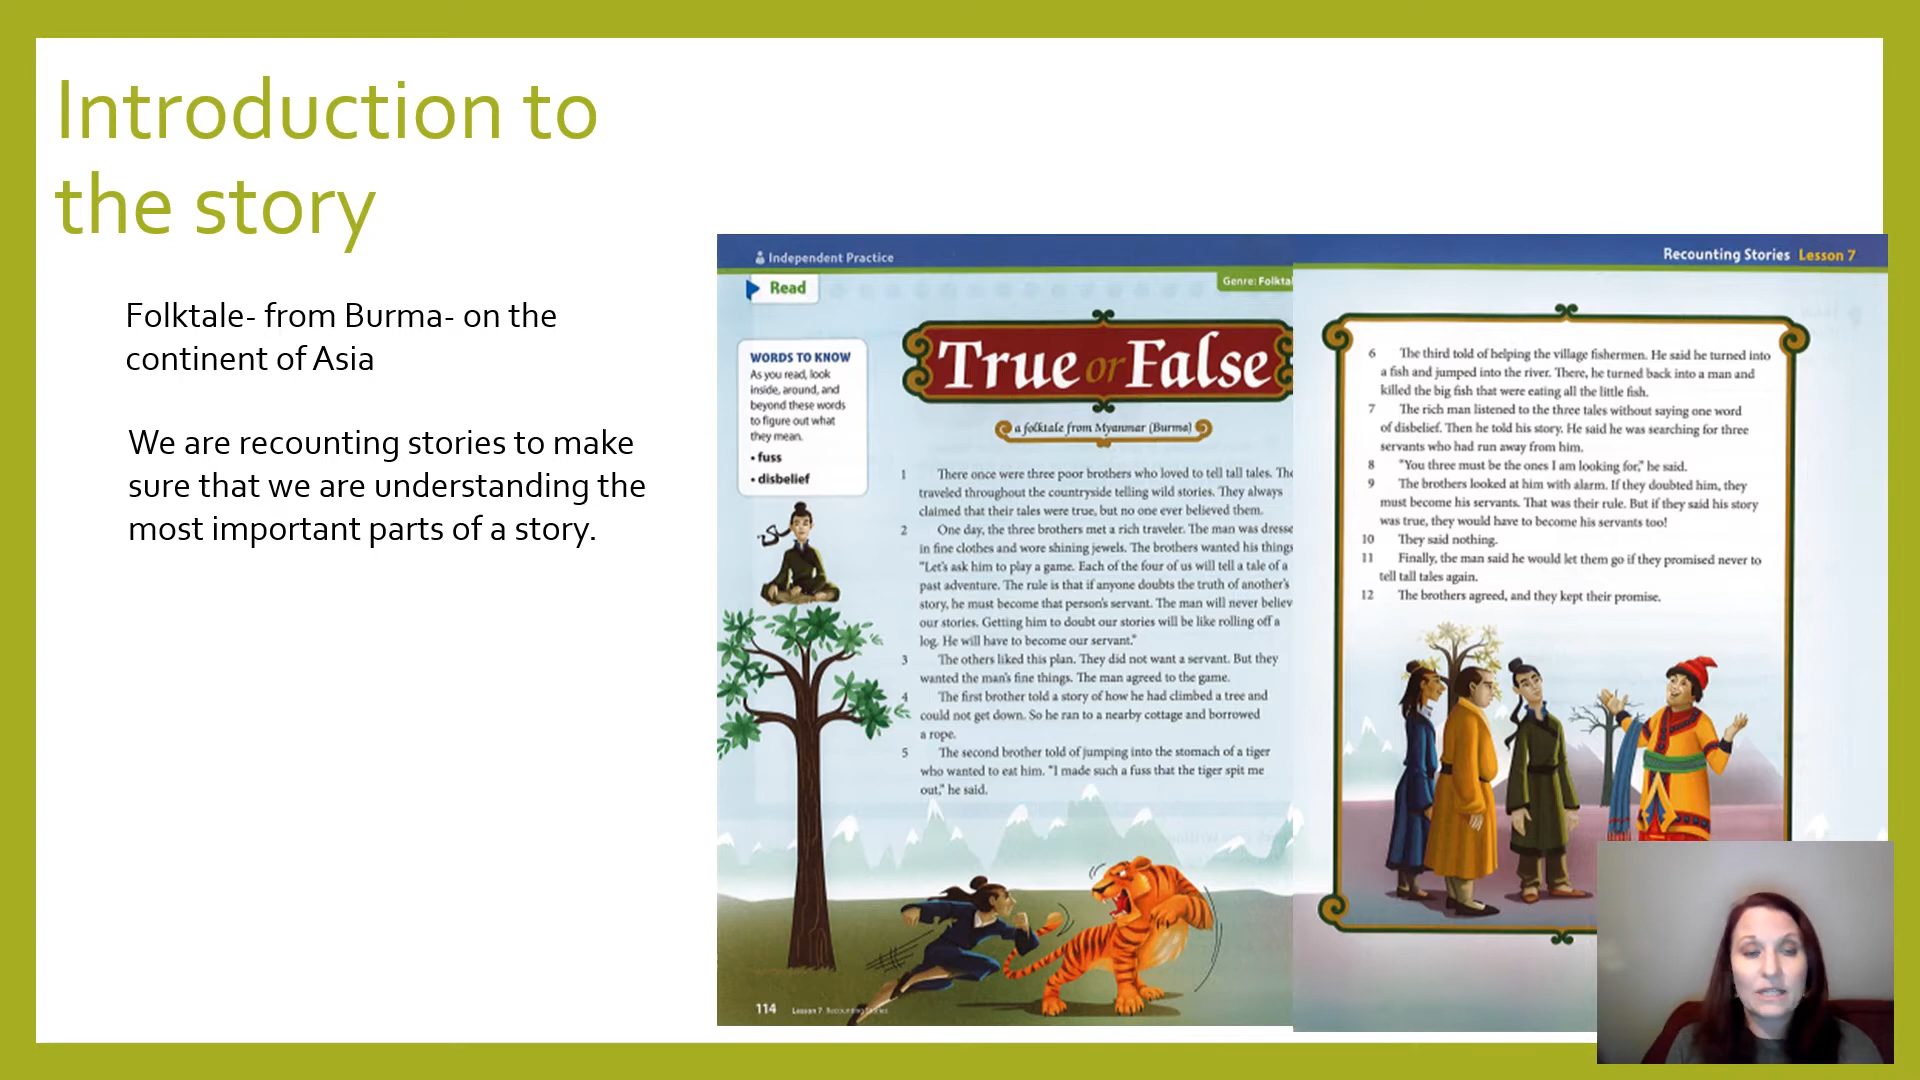 Introduction to
the story
Folktale- from Burma- on the
continent of Asia
We are recounting stories to make
sure that we are understanding the
most important parts of a story.
Independent Practice
Read
Genre: Folktal
WORDS TO KNOW
As you read, look
inside, around, and
beyond these words
to figure out what
they mean.
• fuss
• disbelief
True or False
a folktale from Myanmar (Burma)
1 There once were three poor brothers who loved to tell tall tales. The
traveled throughout the countryside telling wild stories. They always
claimed that their tales were true, but no one ever believed them.
2 One day, the three brothers met a rich traveler. The man was dresse
in fine clothes and wore shining jewels. The brothers wanted his things
"Let's ask him to play a game. Each of the four of us will tell a tale of a
past adventure. The rule is that if anyone doubts the truth of another's
story, he must become that person's servant. The man will never believ
our stories. Getting him to doubt our stories will be like rolling off a
log. He will have to become our servant."
3 The others liked this plan. They did not want a servant. But they
wanted the man's fine things. The man agreed to the game.
4 The first brother told a story of how he had climbed a tree and
could not get down. So he ran to a nearby cottage and borrowed
a rope.
5 The second brother told of jumping into the stomach of a tiger
who wanted to eat him. "I made such a fuss that the tiger spit me
out," he said.
114 Lesson 7 Recounting Stories
Recounting Stories Lesson 7
6 The third told of helping the village fishermen. He said he turned into
a fish and jumped into the river. There, he turned back into a man and
killed the big fish that were eating all the little fish.
7 The rich man listened to the three tales without saying one word
of disbelief. Then he told his story. He said he was searching for three
servants who had run away from him.
8 "You three must be the ones I am looking for," he said.
9 The brothers looked at him with alarm. If they doubted him, they
must become his servants. That was their rule. But if they said his story
was true, they would have to become his servants too!
10 They said nothing.
11 Finally, the man said he would let them go if they promised never to
tell tall tales again.
12 The brothers agreed, and they kept their promise.